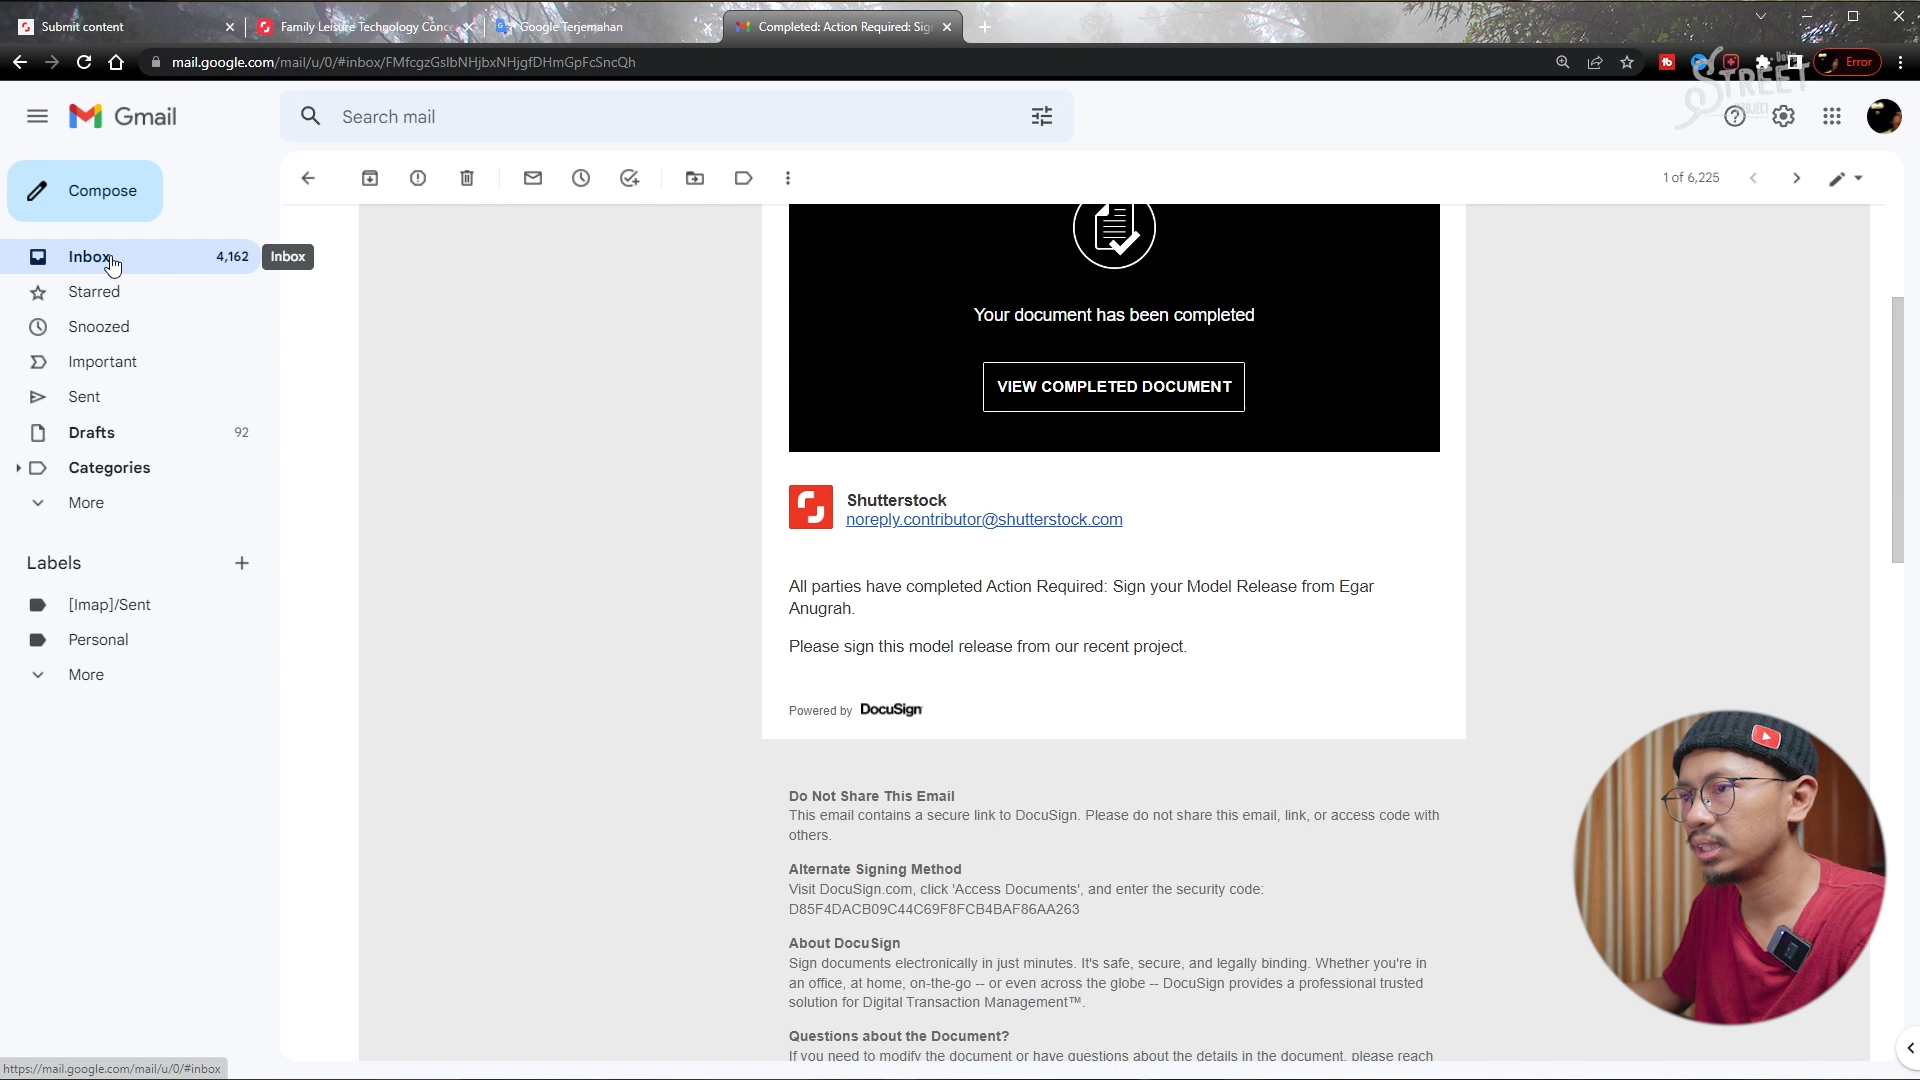 Submit content
Family Leisure Technology Conce
Google Terjemahan
Completed: Action Required: Sig
mail.google.com/mail/u/0/#inbox/FMfcgzGslbNHjbxNHjgfDHmGpFcSncQh
Error
Daily
STREET
PROJECT
Gmail
Search mail
Compose
1 of 6,225
Inbox 4,162
Inbox
Starred
Snoozed
Important
Sent
Drafts 92
Categories
More
Labels
[Imap]/Sent
Personal
More
Your document has been completed
VIEW COMPLETED DOCUMENT
Shutterstock
noreply.contributor@shutterstock.com
All parties have completed Action Required: Sign your Model Release from Egar
Anugrah.
Please sign this model release from our recent project.
Powered by DocuSign
Do Not Share This Email
This email contains a secure link to DocuSign. Please do not share this email, link, or access code with
others.
Alternate Signing Method
Visit DocuSign.com, click 'Access Documents', and enter the security code:
D85F4DACB09C44C69F8FCB4BAF86AA263
About DocuSign
Sign documents electronically in just minutes. It's safe, secure, and legally binding. Whether you're in
an office, at home, on-the-go -- or even across the globe -- DocuSign provides a professional trusted
solution for Digital Transaction Management™.
Questions about the Document?
If you need to modify the document or have questions about the details in the document, please reach
https://mail.google.com/mail/u/0/#inbox